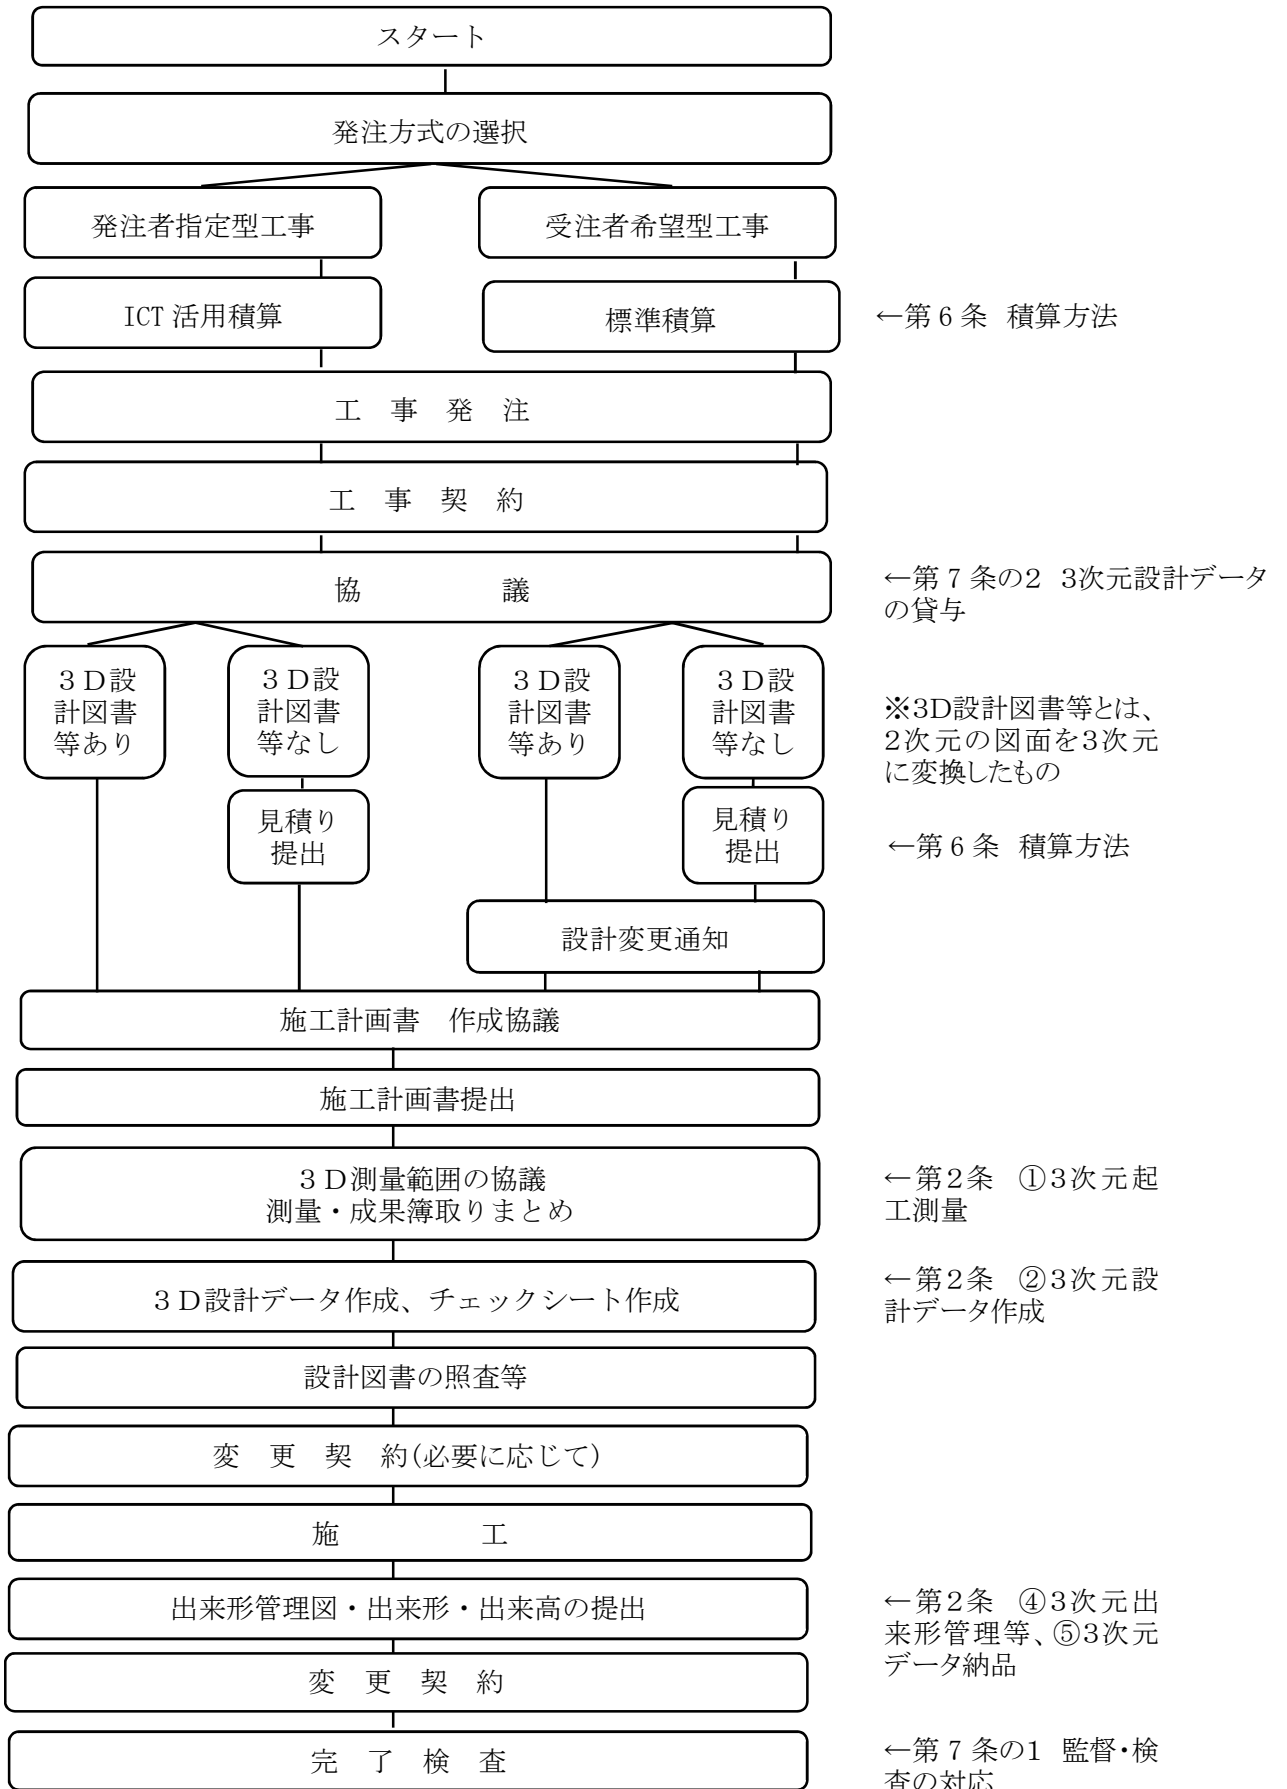 スタート
発注方式の選択
発注者指定型工事
受注者希望型工事
ICT 活用積算
標準積算
←第 6 条 積算方法
工 事 発 注
工 事 契 約
協 議
←第 7 条の2 3次元設計データ
の貸与
3D設
計図書
等あり
3D設
計図書
等なし
3D設
計図書
等あり
3D設
計図書
等なし
※3D設計図書等とは、
2次元の図面を3次元
に変換したもの
見積り
提出
見積り
提出
←第 6 条 積算方法
設計変更通知
施工計画書 作成協議
施工計画書提出
3D測量範囲の協議
測量・成果簿取りまとめ
←第2条 ①3次元起
工測量
3D設計データ作成、チェックシート作成
←第2条 ②3次元設
計データ作成
設計図書の照査等
変 更 契 約(必要に応じて)
施 工
出来形管理図・出来形・出来高の提出
←第2条 ④3次元出
来形管理等、⑤3次元
データ納品
変 更 契 約
完 了 検 査
←第 7 条の1 監督・検
査の対応